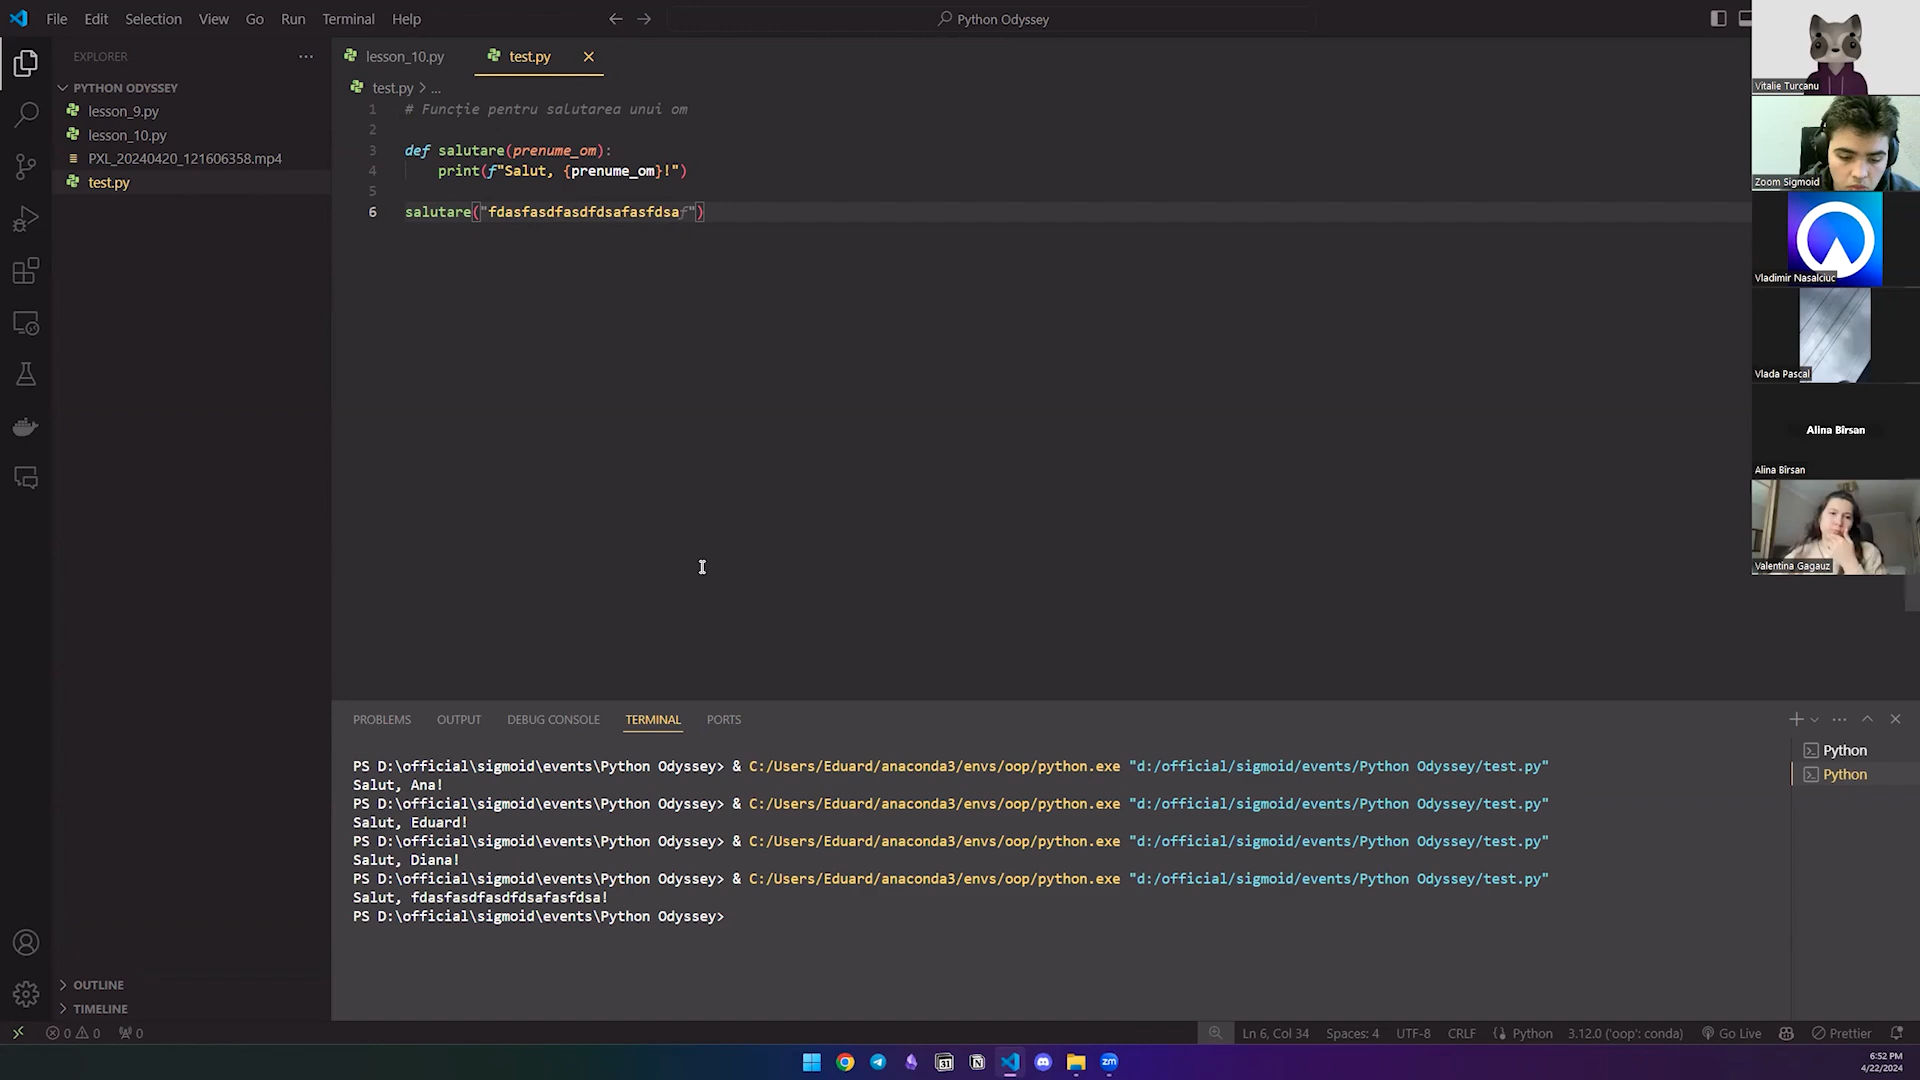 File Edit Selection View Go Run Terminal Help
Python Odyssey
EXPLORER
PYTHON ODYSSEY
lesson_9.py
lesson_10.py
PXL_20240420_121606358.mp4
test.py
OUTLINE
TIMELINE
lesson_10.py test.py
test.py > ...
1 # Funcție pentru salutarea unui om
2
3 def salutare(prenume_om):
4 print(f"Salut, {prenume_om}!")
5
6 salutare("fdasfasdfasdfdsafasfdsaf")
PROBLEMS OUTPUT DEBUG CONSOLE TERMINAL PORTS
PS D:\official\sigmoid\events\Python Odyssey> & C:/Users/Eduard/anaconda3/envs/oop/python.exe "d:/official/sigmoid/events/Python Odyssey/test.py"
Salut, Ana!
PS D:\official\sigmoid\events\Python Odyssey> & C:/Users/Eduard/anaconda3/envs/oop/python.exe "d:/official/sigmoid/events/Python Odyssey/test.py"
Salut, Eduard!
PS D:\official\sigmoid\events\Python Odyssey> & C:/Users/Eduard/anaconda3/envs/oop/python.exe "d:/official/sigmoid/events/Python Odyssey/test.py"
Salut, Diana!
PS D:\official\sigmoid\events\Python Odyssey> & C:/Users/Eduard/anaconda3/envs/oop/python.exe "d:/official/sigmoid/events/Python Odyssey/test.py"
Salut, fdasfasdfasdfdsafasfdsa!
PS D:\official\sigmoid\events\Python Odyssey>
Python
Python
Vitalie Turcanu
Zoom Sigmoid
Vladimir Nasalciuc
Vlada Pascal
Alina Bîrsan
Alina Bîrsan
Valentina Gagauz
0 0 0
Ln 6, Col 34 Spaces: 4 UTF-8 CRLF Python 3.12.0 ('oop': conda) Go Live Prettier
31
zm
6:52 PM
4/22/2024